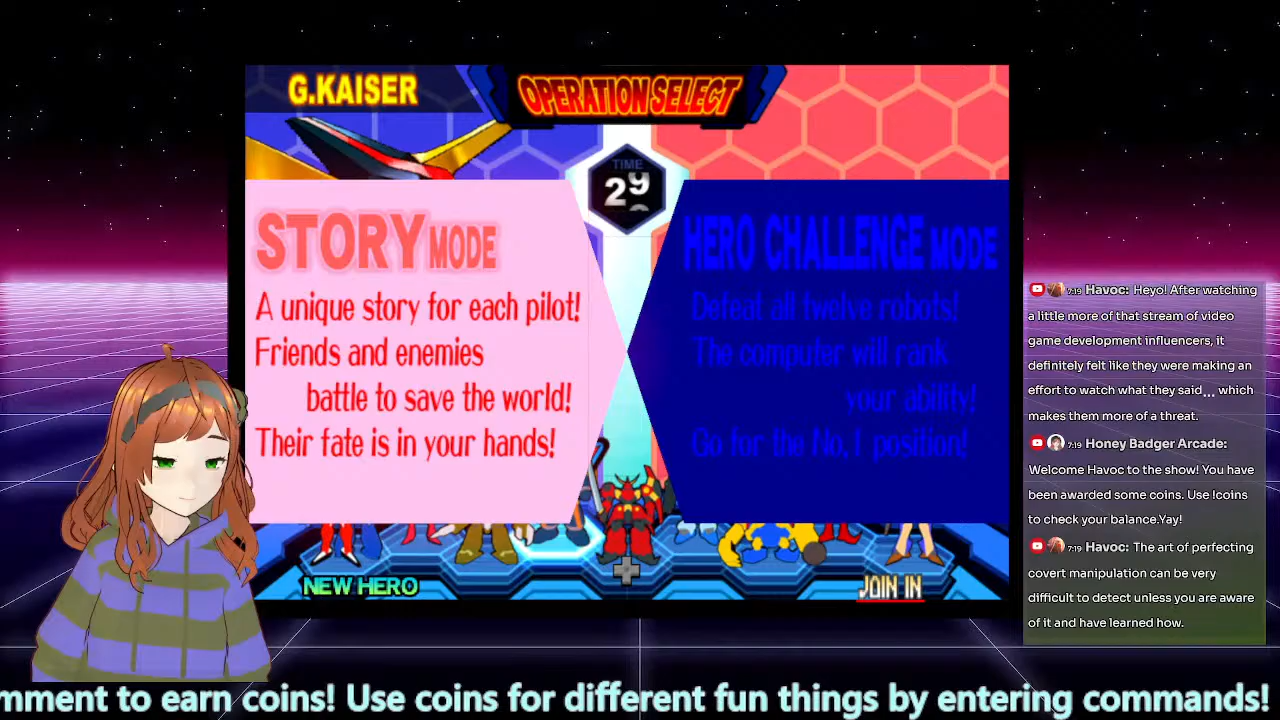 G.KAISER
OPERATION SELECT
TIME
29
STORY MODE
A unique story for each pilot!
Friends and enemies
battle to save the world!
Their fate is in your hands!
HERO CHALLENGE MODE
Defeat all twelve robots!
The computer will rank
your ability!
Go for the No,1 position!
NEW HERO
JOIN IN
7:19 Havoc: Heyo! After watching
a little more of that stream of video
game development influencers, it
definitely felt like they were making an
effort to watch what they said... which
makes them more of a threat.
7:19 Honey Badger Arcade:
Welcome Havoc to the show! You have
been awarded some coins. Use !coins
to check your balance.Yay!
7:19 Havoc: The art of perfecting
covert manipulation can be very
difficult to detect unless you are aware
of it and have learned how.
mment to earn coins! Use coins for different fun things by entering commands!